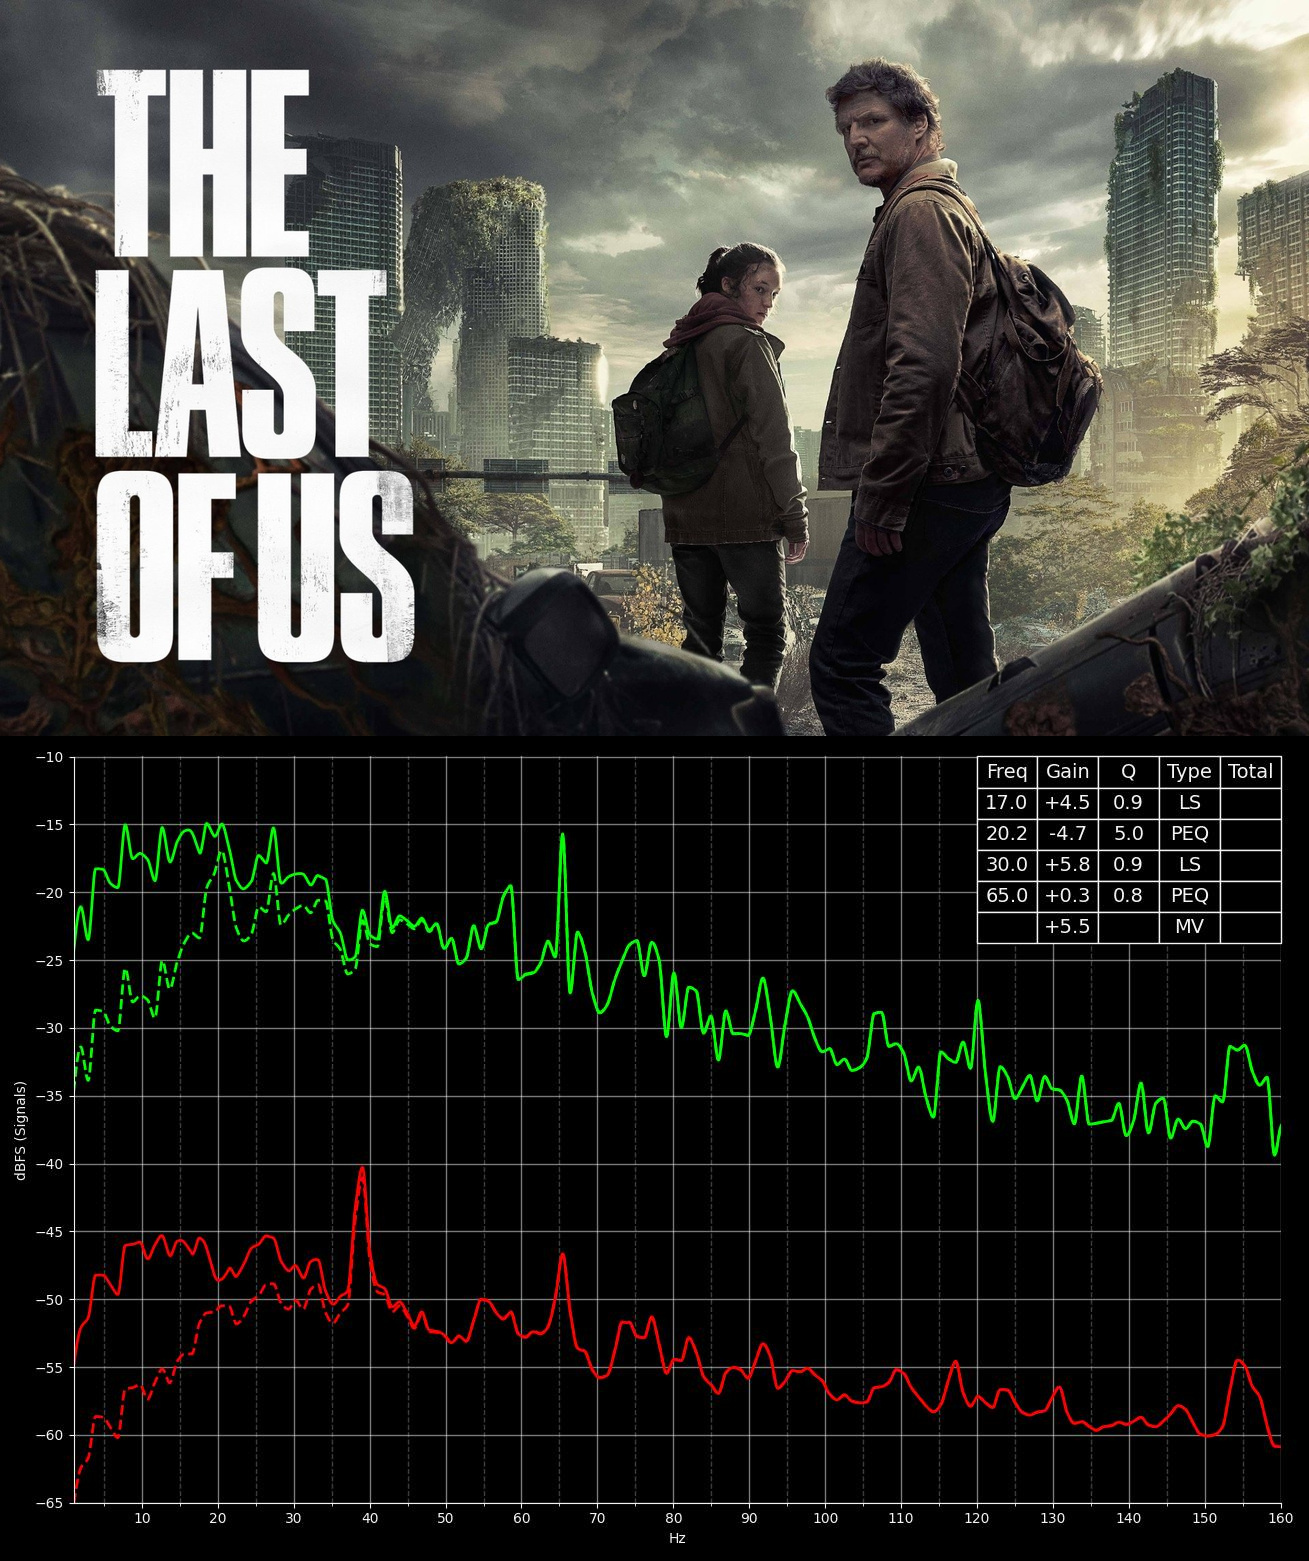 THE
LAST
OF US
−10
−15
−20
−25
−30
−35
−40
−45
−50
−55
−60
−65
dBFS (Signals)
Freq Gain Q Type Total
17.0 +4.5 0.9 LS
20.2 -4.7 5.0 PEQ
30.0 +5.8 0.9 LS
65.0 +0.3 0.8 PEQ
+5.5 MV
10 20 30 40 50 60 70 80 90 100 110 120 130 140 150 160
Hz